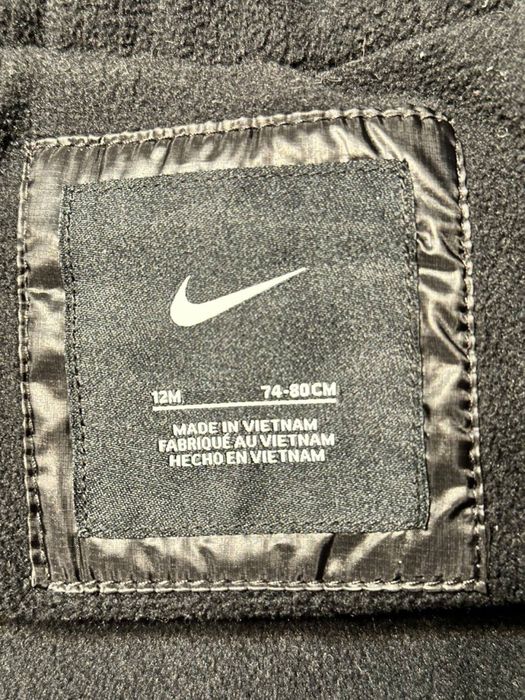 12M 74-80CM
MADE IN VIETNAM
FABRIQUÉ AU VIETNAM
HECHO EN VIETNAM